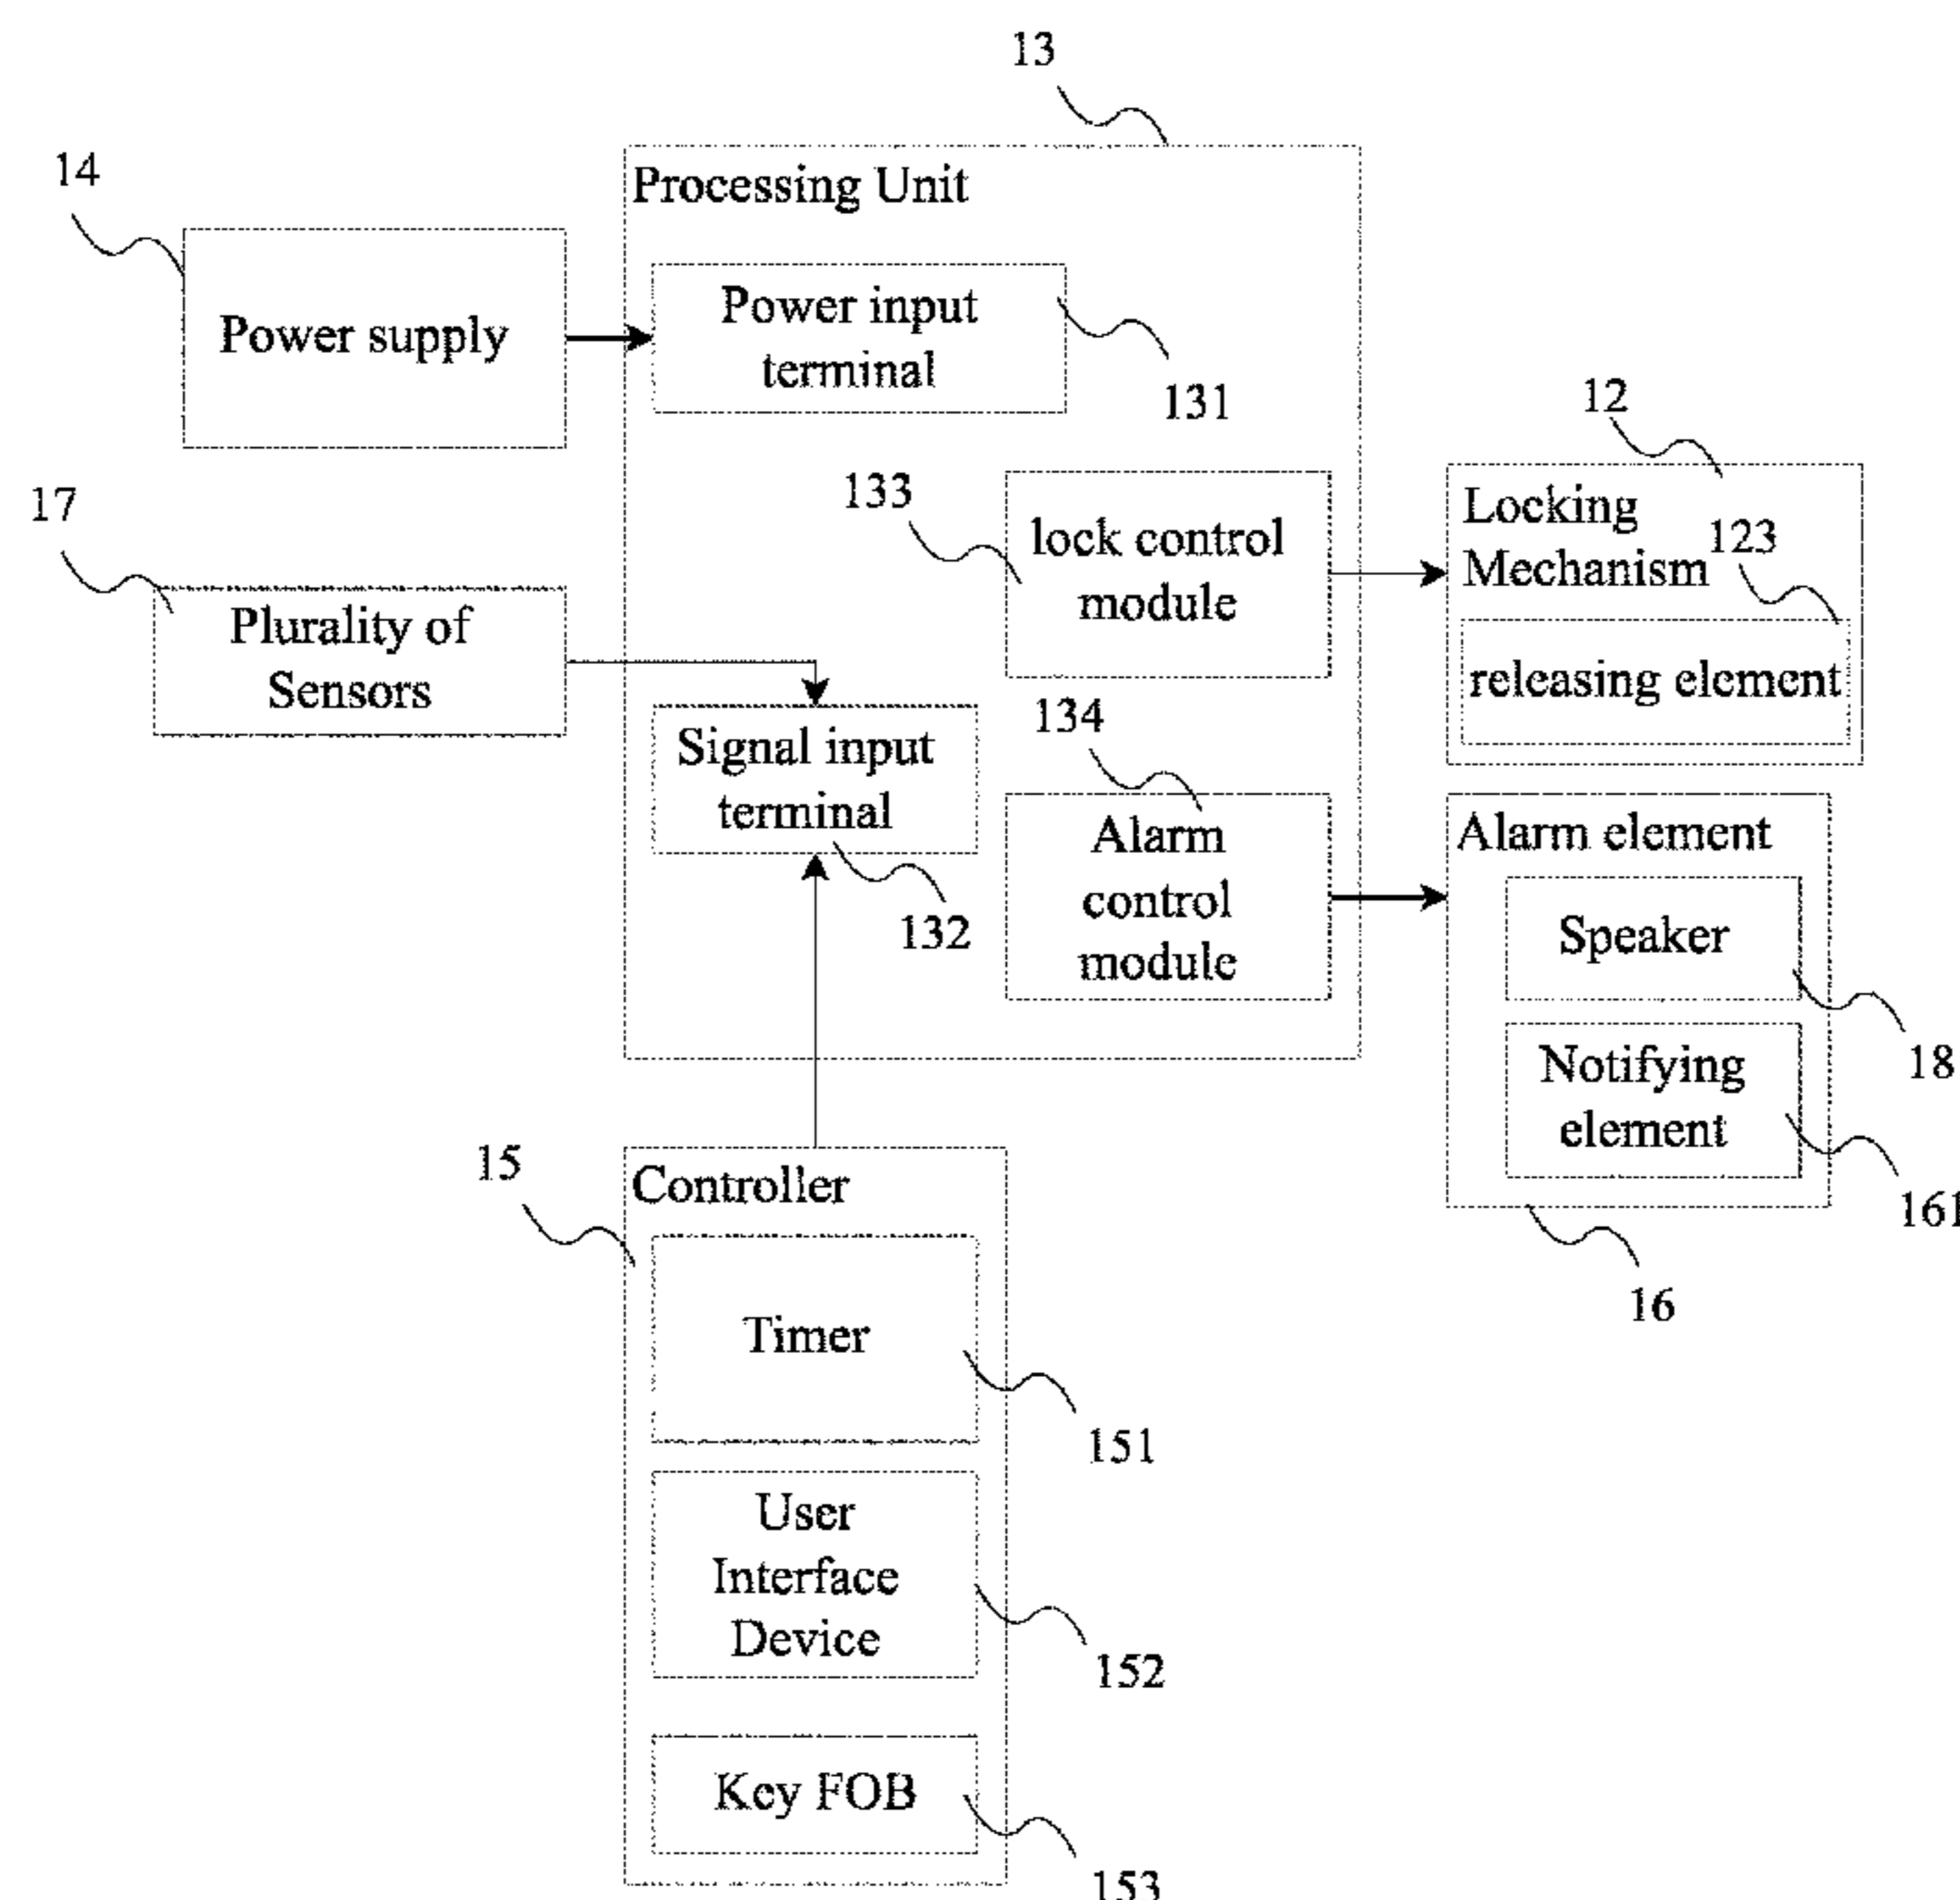 13
14
Processing Unit
Power supply
Power input
terminal
131
12
17
133
lock control
module
Locking
Mechanism
123
releasing element
Plurality of
Sensors
Signal input
terminal
132
134
Alarm
control
module
Alarm element
Speaker
18
Notifying
element
161
16
15
Controller
Timer
151
User
Interface
Device
152
Key FOB
153